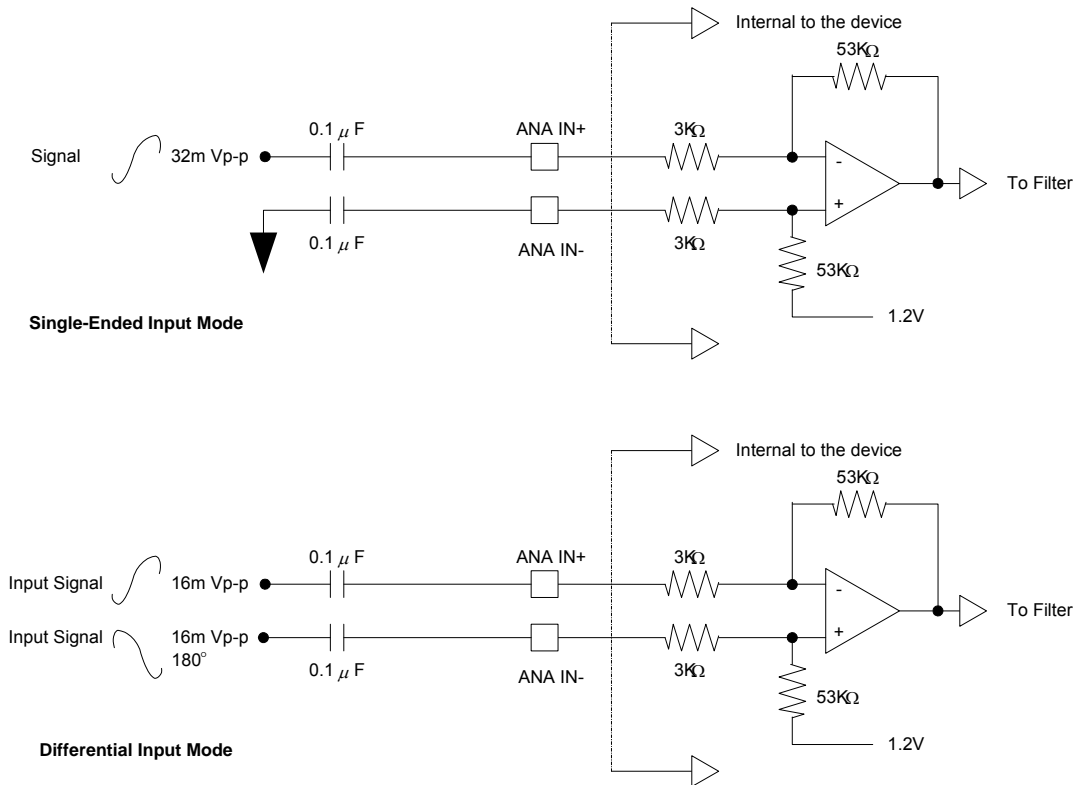 Internal to the device
53KΩ
0.1 μ F
ANA IN+
3KΩ
Signal
32m Vp-p
-
To Filter
+
0.1 μ F
ANA IN-
3KΩ
53KΩ
1.2V
Single-Ended Input Mode
Internal to the device
53KΩ
0.1 μ F
ANA IN+
3KΩ
Input Signal
16m Vp-p
-
To Filter
Input Signal
16m Vp-p
180°
+
0.1 μ F
ANA IN-
3KΩ
53KΩ
1.2V
Differential Input Mode